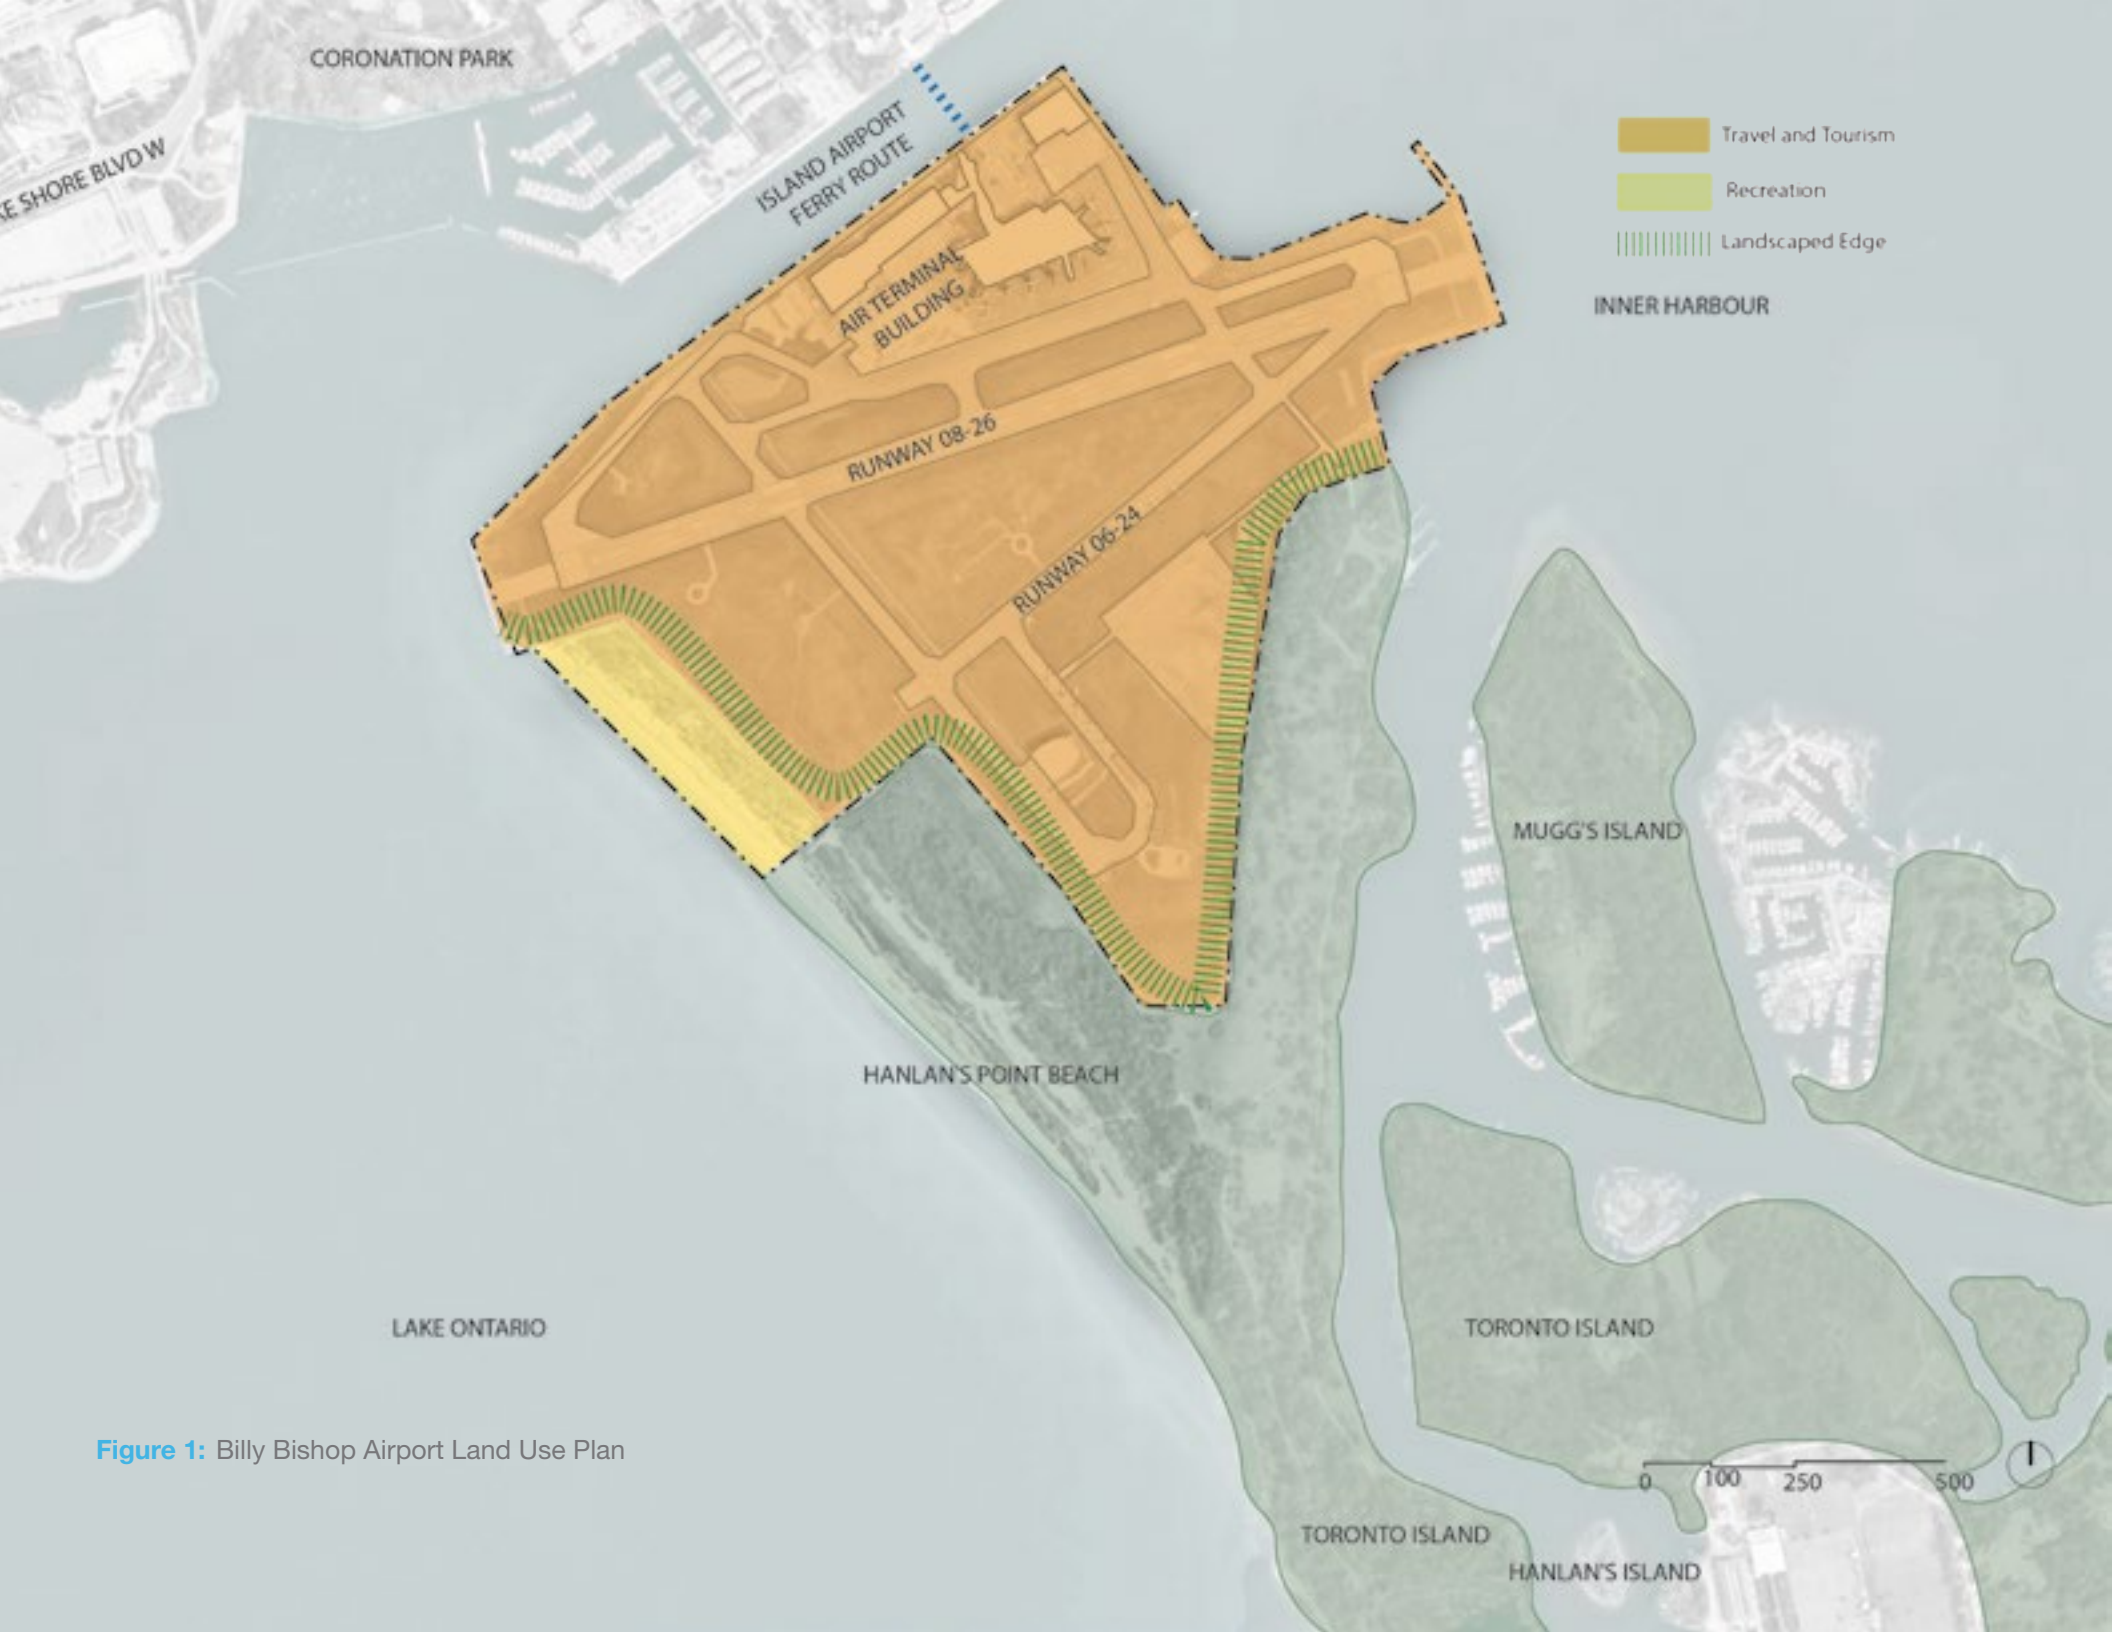 CORONATION PARK
KE SHORE BLVD W
ISLAND AIRPORT
FERRY ROUTE
Travel and Tourism
Recreation
Landscaped Edge
INNER HARBOUR
AIR TERMINAL
BUILDING
RUNWAY 08-26
RUNWAY 06-24
MUGG'S ISLAND
HANLAN'S POINT BEACH
LAKE ONTARIO
TORONTO ISLAND
Figure 1: Billy Bishop Airport Land Use Plan
0 100 250 500
TORONTO ISLAND
HANLAN'S ISLAND